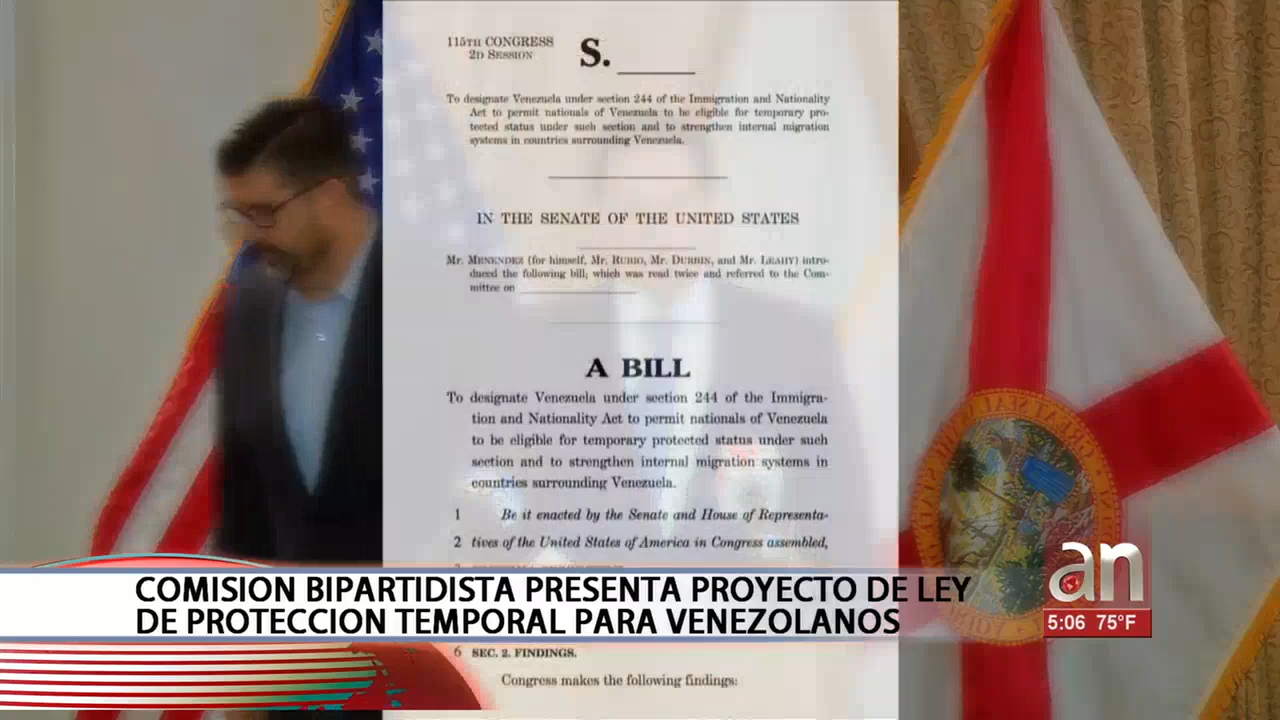 115TH CONGRESS
2D SESSION
S.
To designate Venezuela under section 244 of the Immigration and Nationality
Act to permit nationals of Venezuela to be eligible for temporary pro-
tected status under such section and to strengthen internal migration
systems in countries surrounding Venezuela.
IN THE SENATE OF THE UNITED STATES
Mr. MENENDEZ (for himself, Mr. RUBIO, Mr. DURBIN, and Mr. LEAHY) intro-
duced the following bill; which was read twice and referred to the Com-
mittee on
A BILL
To designate Venezuela under section 244 of the Immigra-
tion and Nationality Act to permit nationals of Venezuela
to be eligible for temporary protected status under such
section and to strengthen internal migration systems in
countries surrounding Venezuela.
1 Be it enacted by the Senate and House of Representa-
2 tives of the United States of America in Congress assembled,
COMISION BIPARTIDISTA PRESENTA PROYECTO DE LEY
DE PROTECCION TEMPORAL PARA VENEZOLANOS
an
5:06 75°F
6 SEC. 2. FINDINGS.
Congress makes the following findings: